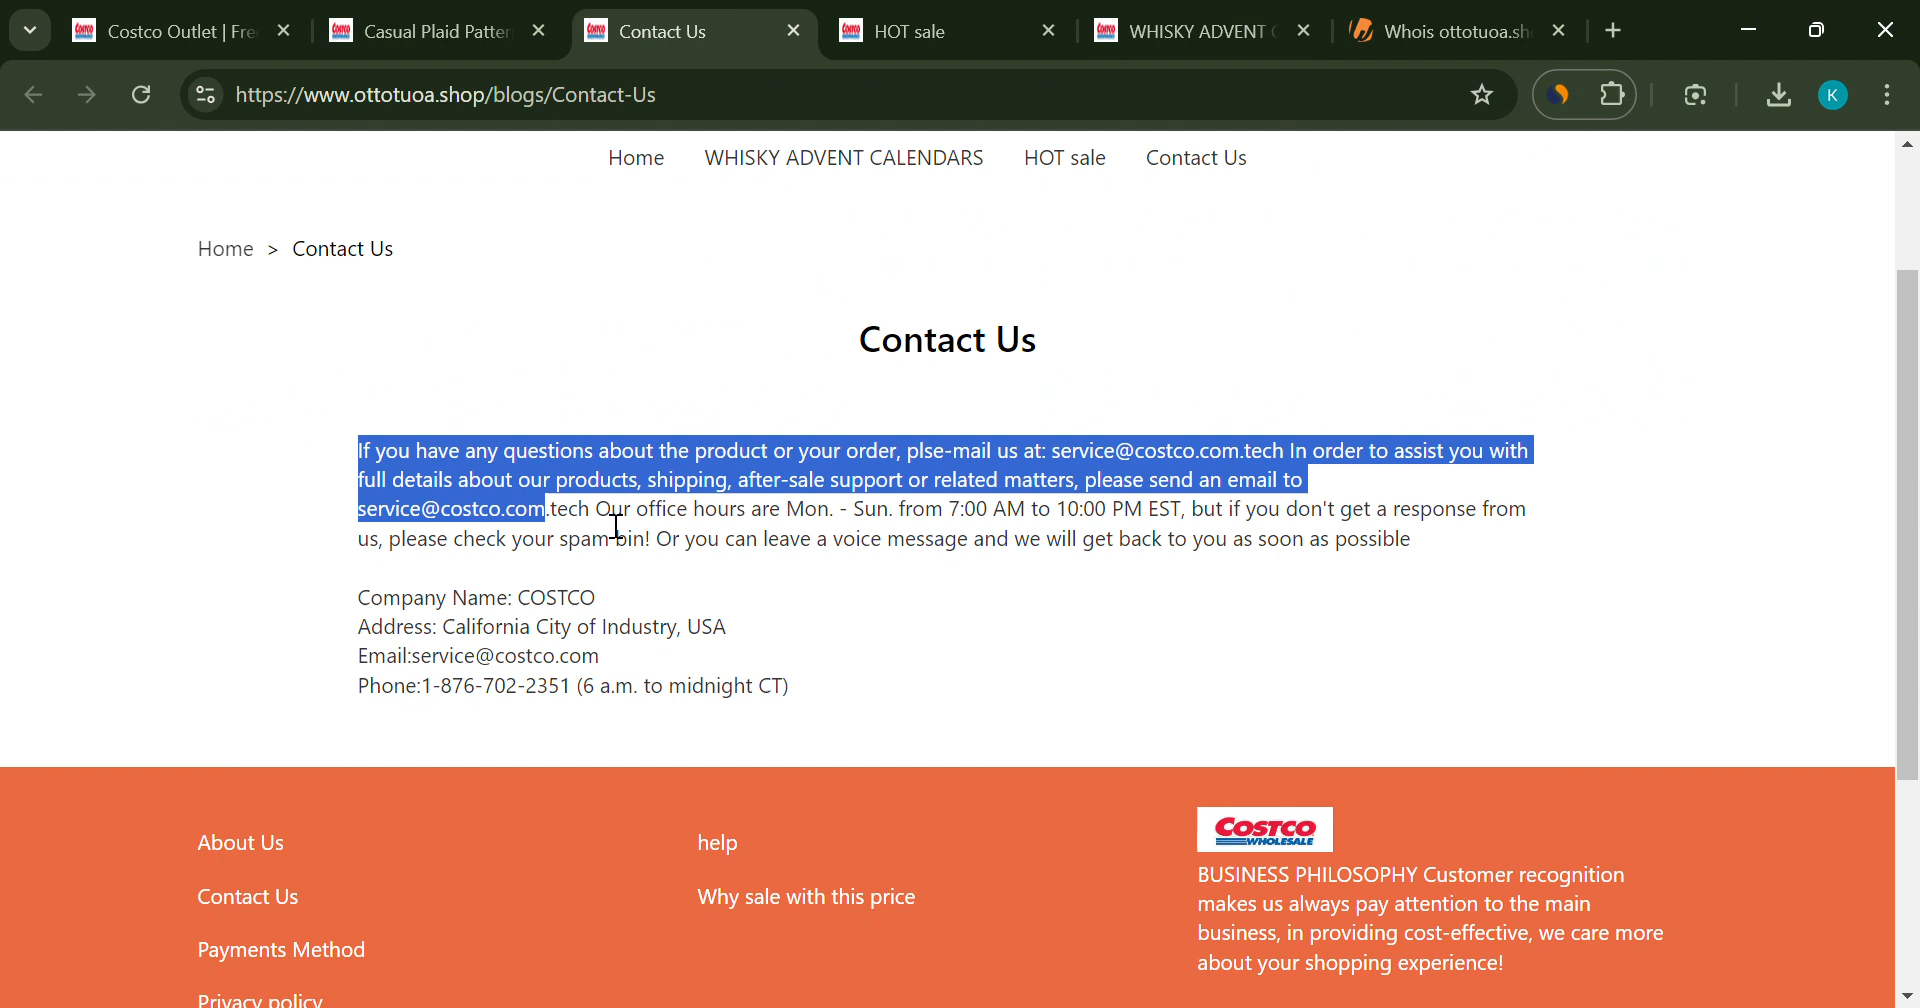 Costco Outlet | Fre
Casual Plaid Patter
Contact Us
HOT sale
WHISKY ADVENT C
Whois ottotuoa.sh
https://www.ottotuoa.shop/blogs/Contact-Us
K
Home
WHISKY ADVENT CALENDARS
HOT sale
Contact Us
Home > Contact Us
Contact Us
If you have any questions about the product or your order, plse-mail us at: service@costco.com.tech In order to assist you with
full details about our products, shipping, after-sale support or related matters, please send an email to
service@costco.com.tech Our office hours are Mon. - Sun. from 7:00 AM to 10:00 PM EST, but if you don't get a response from
us, please check your spam bin! Or you can leave a voice message and we will get back to you as soon as possible
Company Name: COSTCO
Address: California City of Industry, USA
Email:service@costco.com
Phone:1-876-702-2351 (6 a.m. to midnight CT)
About Us
Contact Us
Payments Method
Privacy policy
help
Why sale with this price
COSTCO
WHOLESALE
BUSINESS PHILOSOPHY Customer recognition
makes us always pay attention to the main
business, in providing cost-effective, we care more
about your shopping experience!